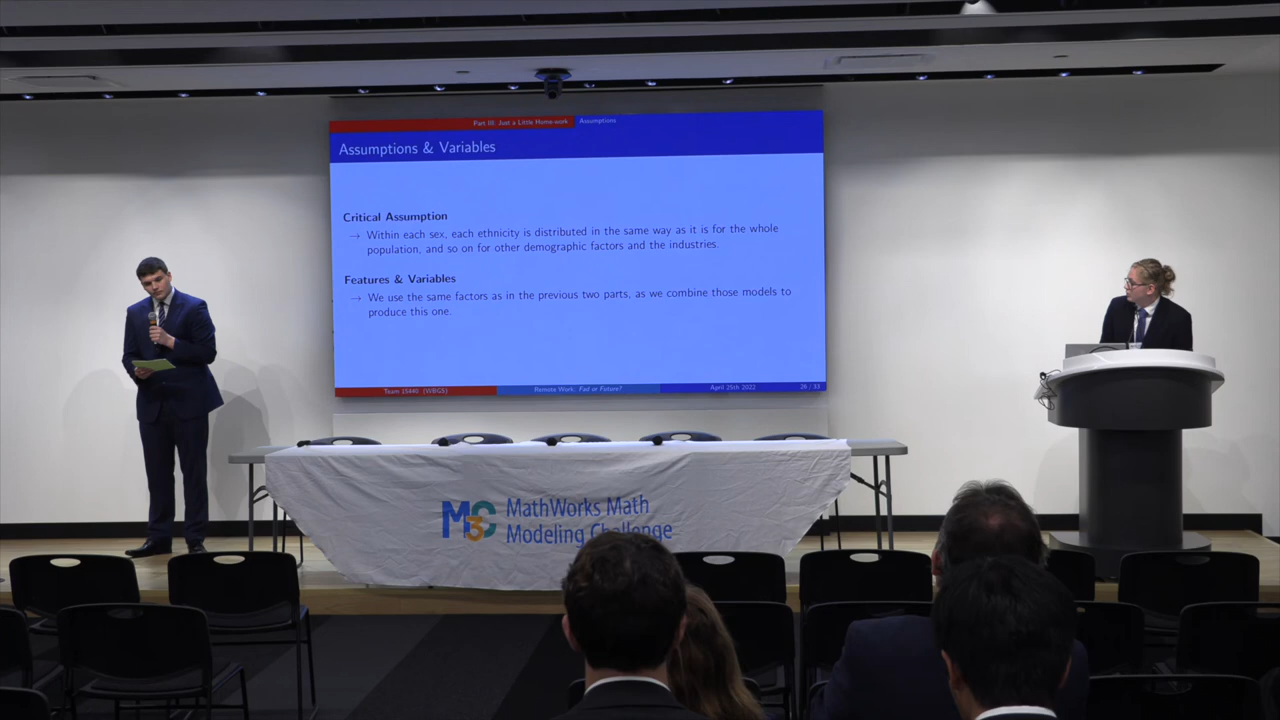 Part III: Just a Little Home-work Assumptions
Assumptions & Variables
Critical Assumption
→ Within each sex, each ethnicity is distributed in the same way as it is for the whole
population, and so on for other demographic factors and the industries.
Features & Variables
→ We use the same factors as in the previous two parts, as we combine those models to
produce this one.
Team 15440 (WBGS) Remote Work: Fad or Future? April 25th 2022 26 / 33
M3C MathWorks Math
Modeling Challenge